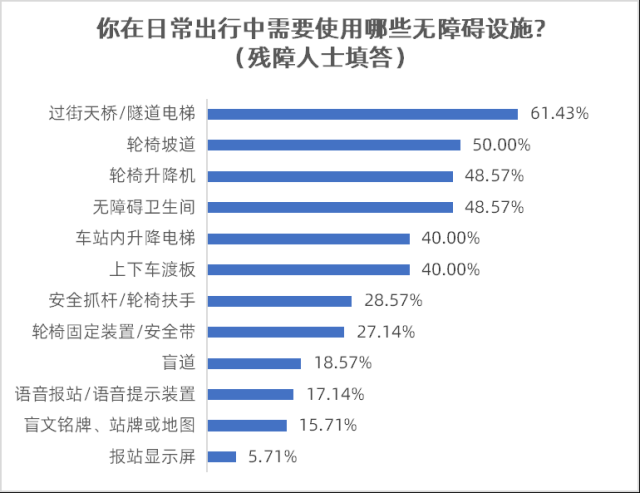 你在日常出行中需要使用哪些无障碍设施？
（残障人士填答）
过街天桥/隧道电梯 61.43%
轮椅坡道 50.00%
轮椅升降机 48.57%
无障碍卫生间 48.57%
车站内升降电梯 40.00%
上下车渡板 40.00%
安全抓杆/轮椅扶手 28.57%
轮椅固定装置/安全带 27.14%
盲道 18.57%
语音报站/语音提示装置 17.14%
盲文铭牌、站牌或地图 15.71%
报站显示屏 5.71%